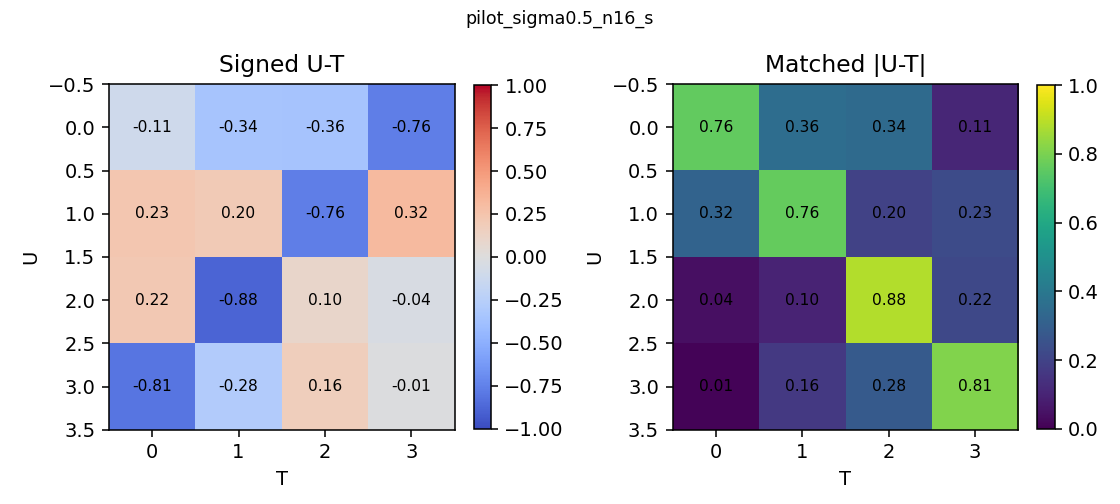 pilot_sigma0.5_n16_s
Signed U-T
−0.5
0.0
0.5
1.0
1.5
2.0
2.5
3.0
3.5
U
-0.11 -0.34 -0.36 -0.76
0.23 0.20 -0.76 0.32
0.22 -0.88 0.10 -0.04
-0.81 -0.28 0.16 -0.01
0 1 2 3
T
1.00
0.75
0.50
0.25
0.00
−0.25
−0.50
−0.75
−1.00
Matched |U-T|
−0.5
0.0
0.5
1.0
1.5
2.0
2.5
3.0
3.5
U
0.76 0.36 0.34 0.11
0.32 0.76 0.20 0.23
0.04 0.10 0.88 0.22
0.01 0.16 0.28 0.81
0 1 2 3
T
1.0
0.8
0.6
0.4
0.2
0.0